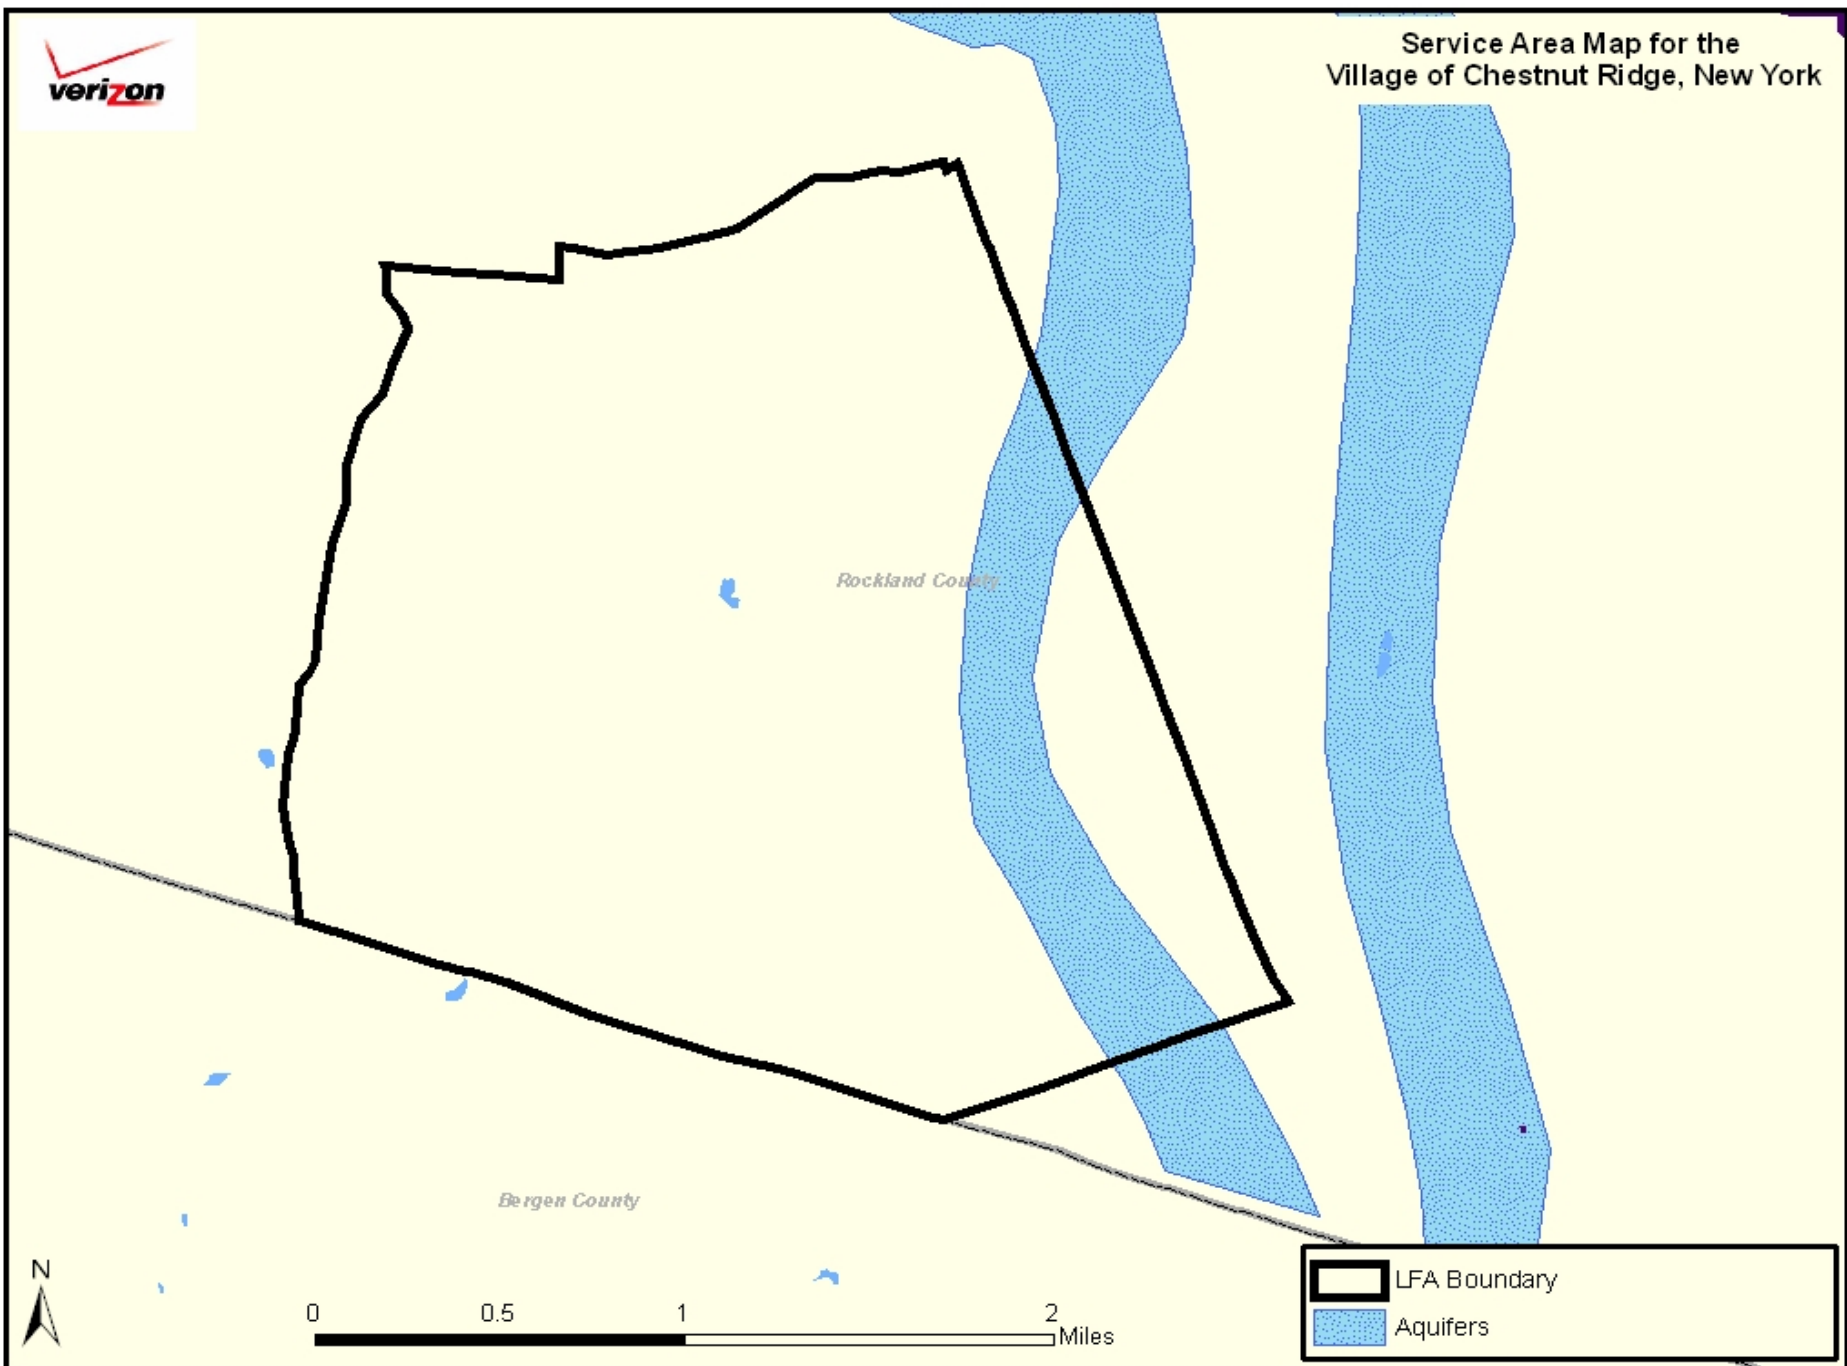 verizon
Service Area Map for the
Village of Chestnut Ridge, New York
Rockland County
Bergen County
N
0 0.5 1 2
Miles
LFA Boundary
Aquifers